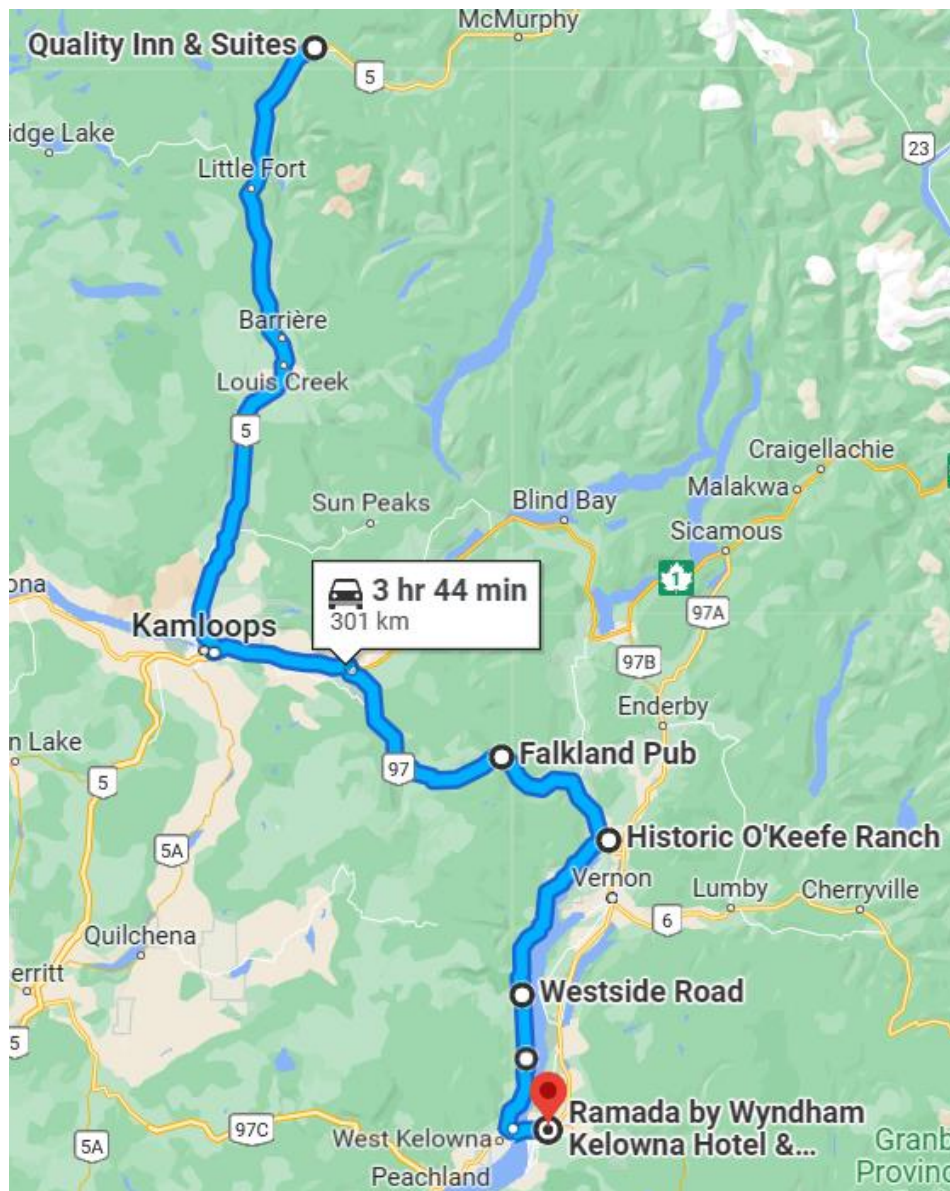 McMurphy
Quality Inn & Suites
5
idge Lake
23
Little Fort
Barrière
Louis Creek
5
Craigellachie
Malakwa
Sun Peaks
Blind Bay
Sicamous
1
ona
3 hr 44 min
301 km
97A
Kamloops
97B
Enderby
n Lake
Falkland Pub
97
5
Historic O'Keefe Ranch
5A
Vernon
Lumby
Cherryville
6
Quilchena
erritt
Westside Road
5
Ramada by Wyndham
Kelowna Hotel &...
97C
West Kelowna
5A
Peachland
Granb
Provinc